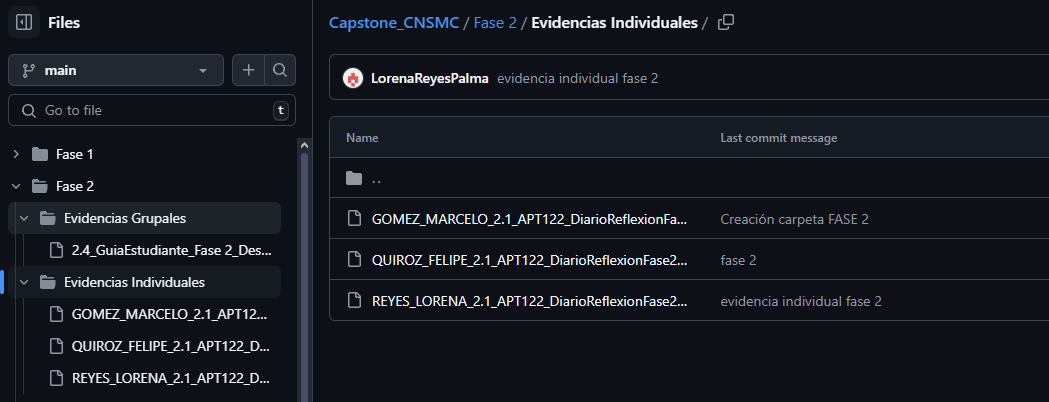 Files
main
Go to file
t
Fase 1
Fase 2
Evidencias Grupales
2.4_GuiaEstudiante_Fase 2_Des...
Evidencias Individuales
GOMEZ_MARCELO_2.1_APT12...
QUIROZ_FELIPE_2.1_APT122_D...
REYES_LORENA_2.1_APT122_D...
Capstone_CNSMC / Fase 2 / Evidencias Individuales /
LorenaReyesPalma evidencia individual fase 2
Name Last commit message
..
GOMEZ_MARCELO_2.1_APT122_DiarioReflexionFa... Creación carpeta FASE 2
QUIROZ_FELIPE_2.1_APT122_DiarioReflexionFase2... fase 2
REYES_LORENA_2.1_APT122_DiarioReflexionFase2... evidencia individual fase 2